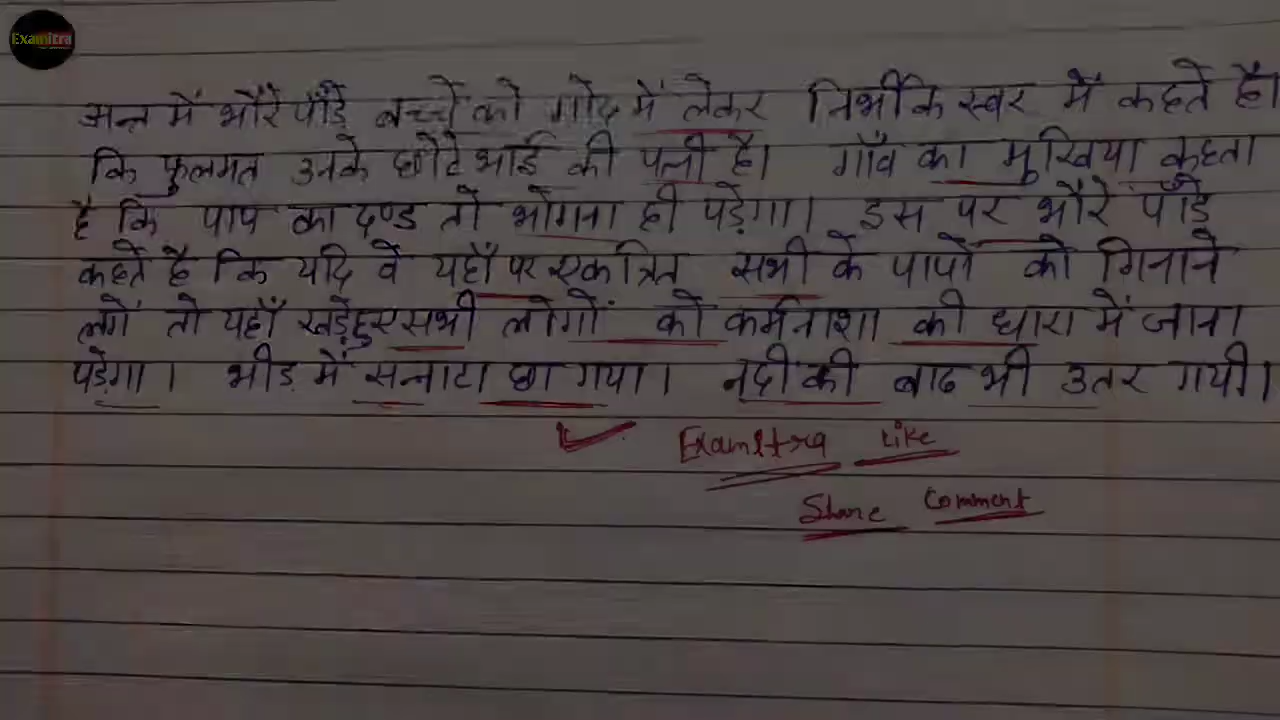 Examitra
अन्त में भौरे पाँड़े बच्चे को गोद में लेकर निर्भीक स्वर में कहते हैं।
कि फुलमत उनके छोटे भाई की पत्नी है। गाँव का मुखिया कहता
है कि पाप का दण्ड तो भोगना ही पड़ेगा। इस पर भौरे पाँड़े
कहते है कि यदि वे यहाँ पर एकत्रित सभी के पापों को गिनाने
लगें तो यहाँ खड़ेहुए सभी लोगों को कर्मनाशा की धारा में जाना
पड़ेगा। भीड़ में सन्नाटा छा गया। नदी की बाढ भी उतर गयी।
Examitra Like
Share Comment